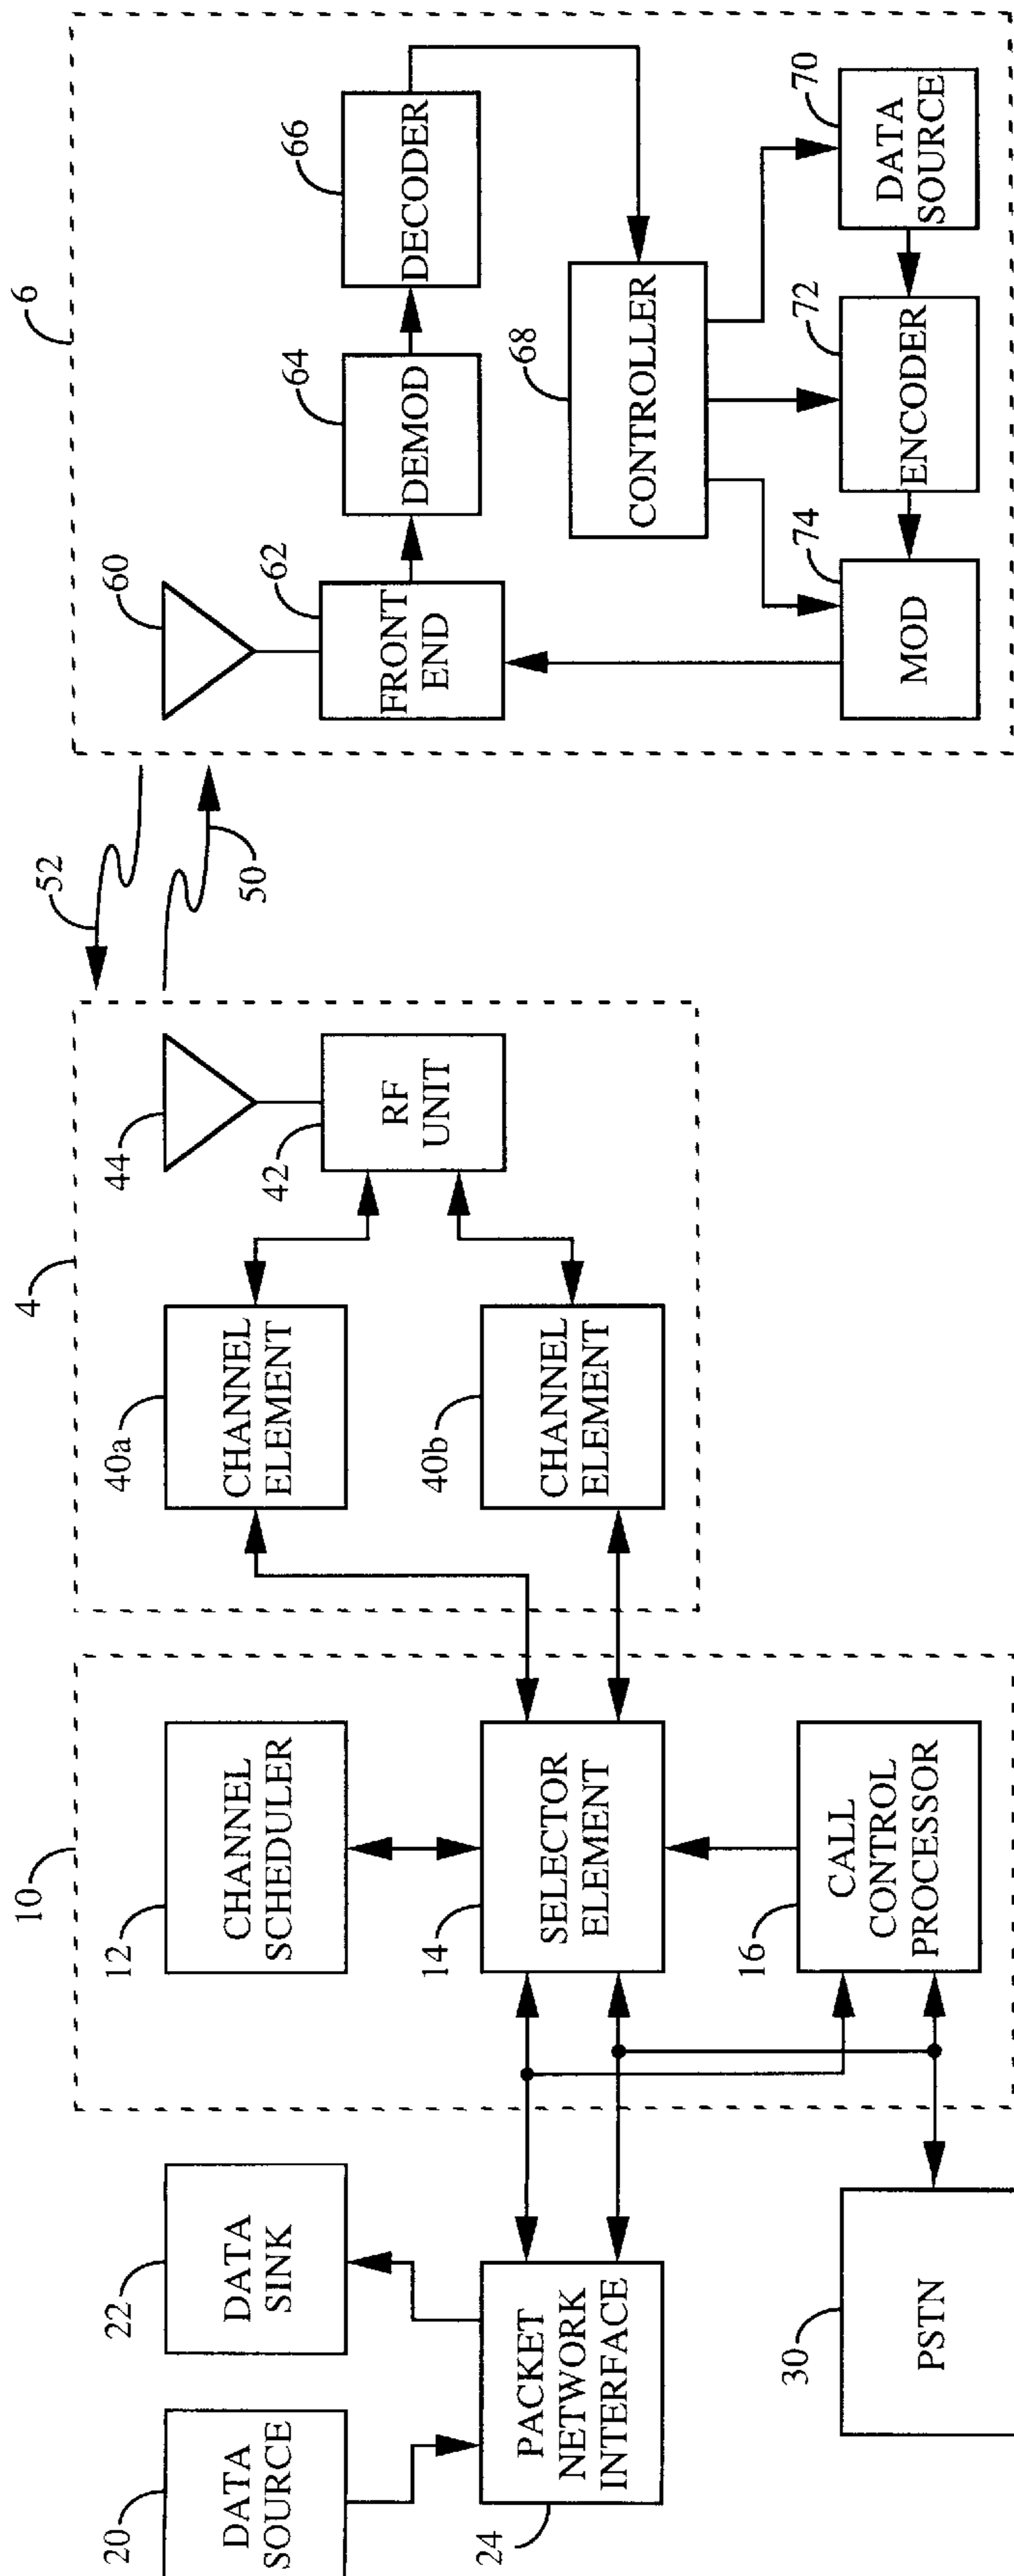 20
DATA
SOURCE
22
DATA
SINK
24
PACKET
NETWORK
INTERFACE
30
PSTN
10
12
CHANNEL
SCHEDULER
14
SELECTOR
ELEMENT
16
CALL
CONTROL
PROCESSOR
4
40a
CHANNEL
ELEMENT
40b
CHANNEL
ELEMENT
44
42
RF
UNIT
52
50
6
60
62
FRONT
END
64
DEMOD
66
DECODER
68
CONTROLLER
74
MOD
72
ENCODER
70
DATA
SOURCE